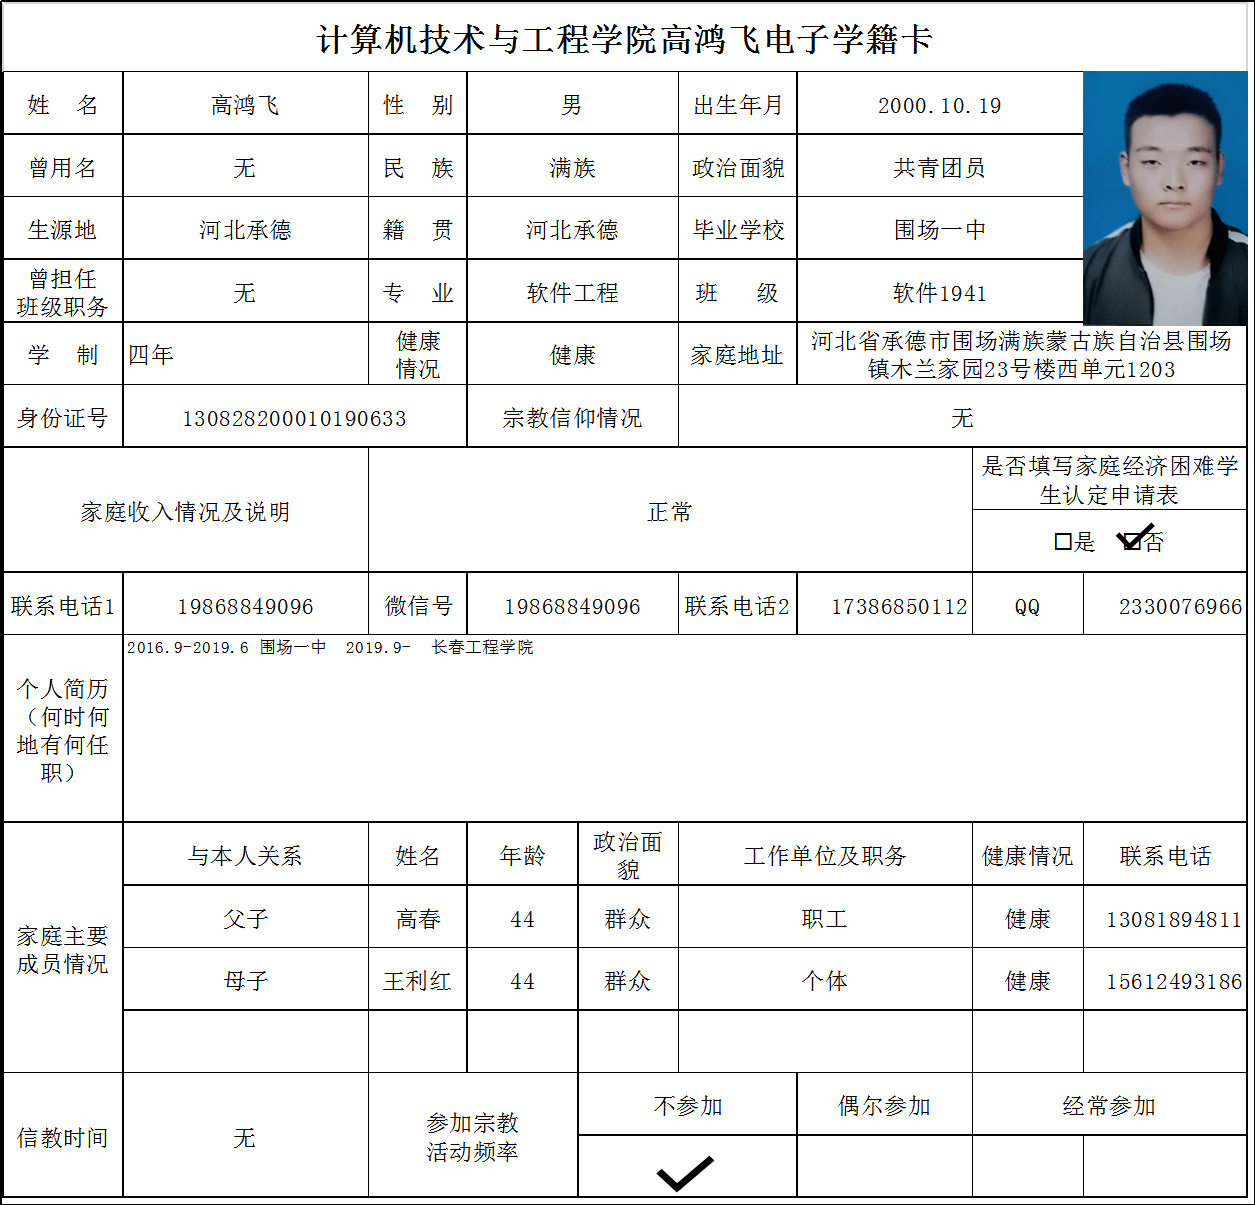 计算机技术与工程学院高鸿飞电子学籍卡
姓 名 高鸿飞 性 别 男 出生年月 2000.10.19
曾用名 无 民 族 满族 政治面貌 共青团员
生源地 河北承德 籍 贯 河北承德 毕业学校 围场一中
曾担任
班级职务 无 专 业 软件工程 班 级 软件1941
学 制 四年 健康
情况 健康 家庭地址 河北省承德市围场满族蒙古族自治县围场
镇木兰家园23号楼西单元1203
身份证号 130828200010190633 宗教信仰情况 无
家庭收入情况及说明 正常 是否填写家庭经济困难学
生认定申请表
□是 ☑否
联系电话1 19868849096 微信号 19868849096 联系电话2 17386850112 QQ 2330076966
个人简历
（何时何
地有何任
职） 2016.9-2019.6 围场一中 2019.9- 长春工程学院
家庭主要
成员情况
与本人关系 姓名 年龄 政治面
貌 工作单位及职务 健康情况 联系电话
父子 高春 44 群众 职工 健康 13081894811
母子 王利红 44 群众 个体 健康 15612493186
信教时间 无 参加宗教
活动频率 不参加 偶尔参加 经常参加
✓